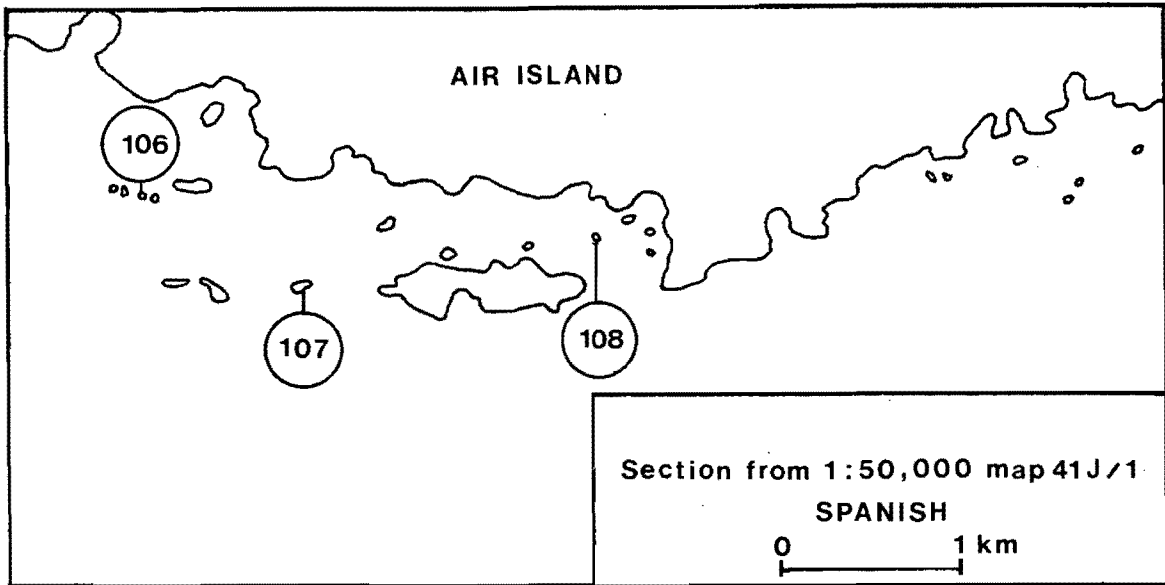 AIR ISLAND
106
107
108
Section from 1:50,000 map 41J/1
SPANISH
0 1 km